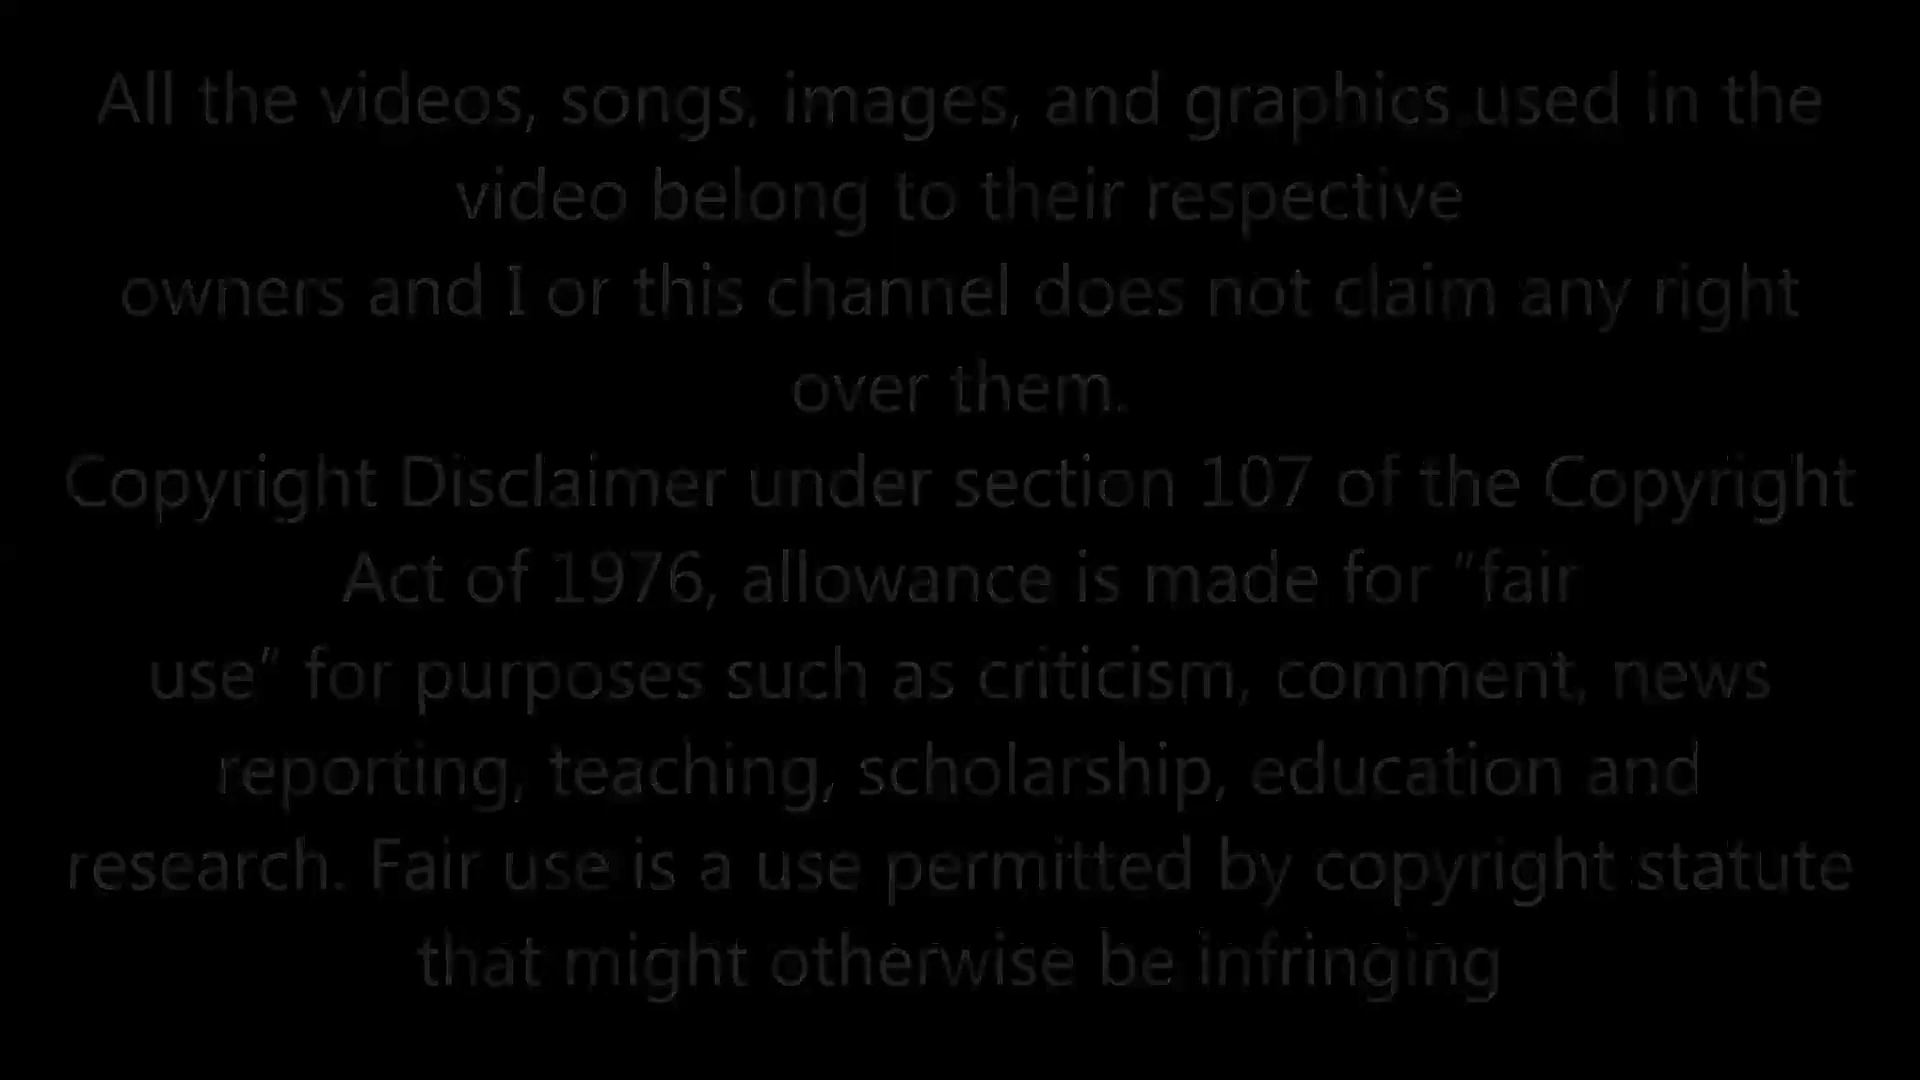 All the videos, songs, images, and graphics used in the
video belong to their respective
owners and I or this channel does not claim any right
over them.
Copyright Disclaimer under section 107 of the Copyright
Act of 1976, allowance is made for "fair
use" for purposes such as criticism, comment, news
reporting, teaching, scholarship, education and
research. Fair use is a use permitted by copyright statute
that might otherwise be infringing